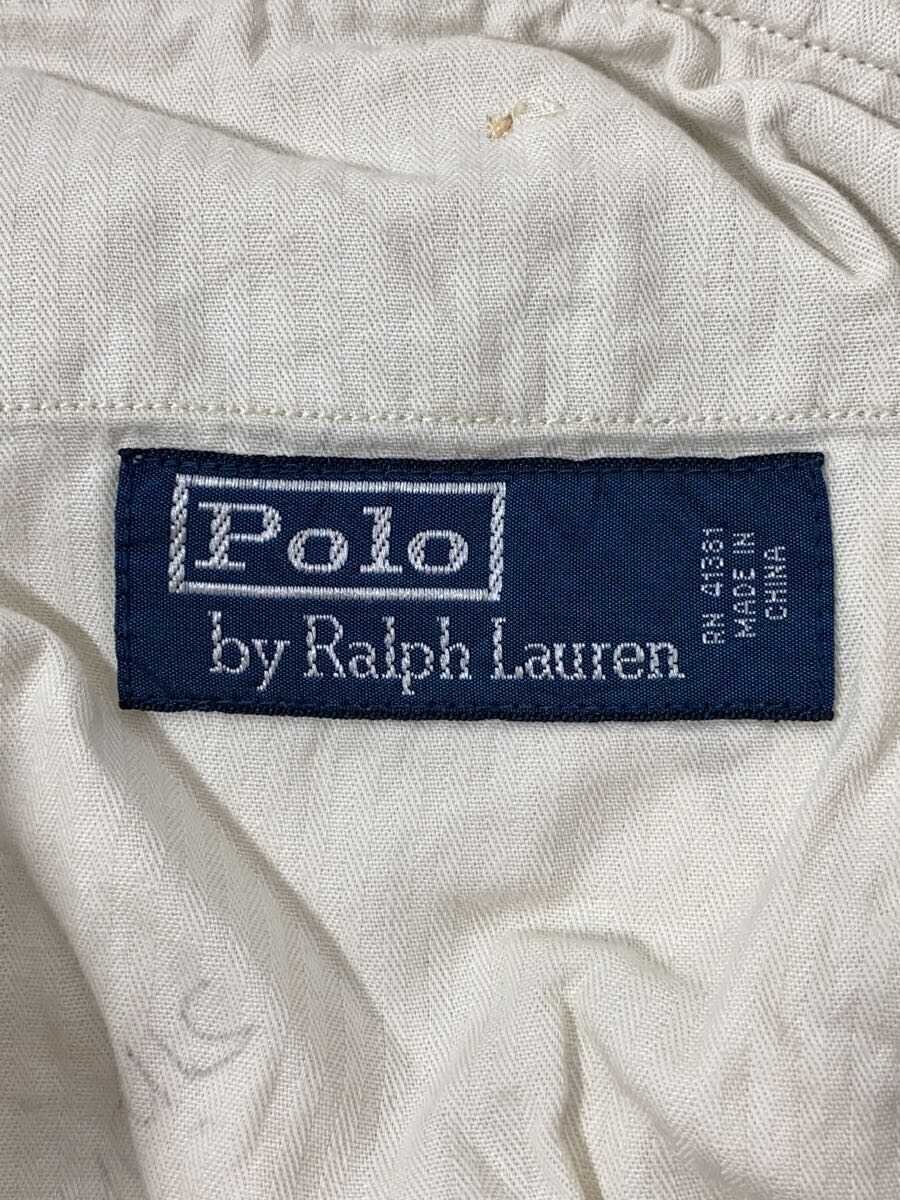 Polo
by Ralph Lauren
RN 41381
MADE IN
CHINA